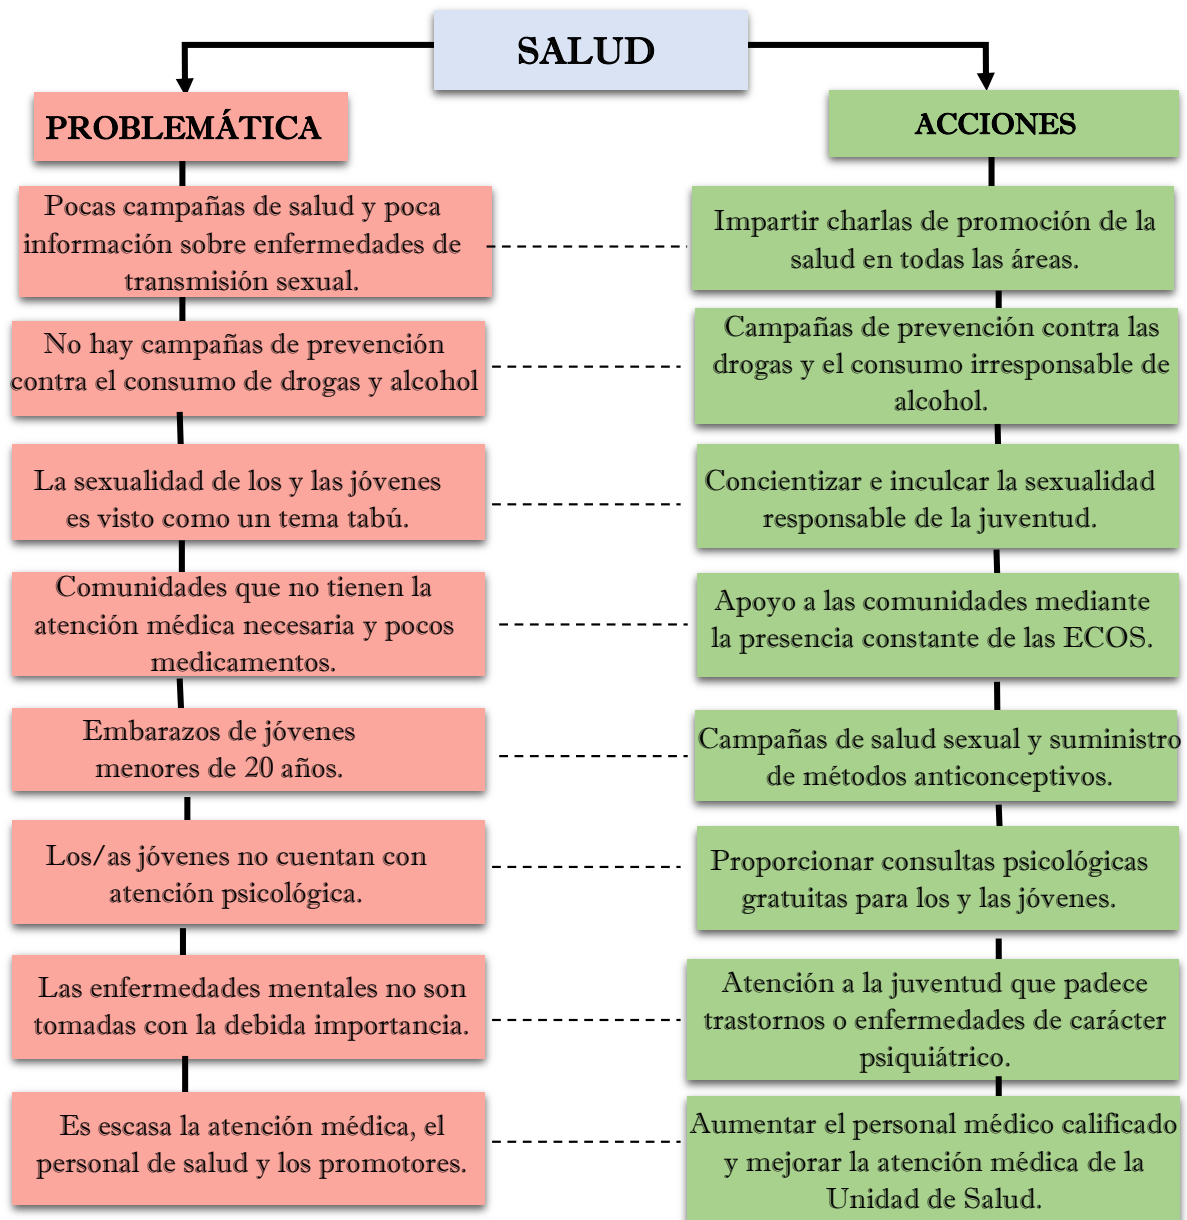 SALUD
PROBLEMÁTICA
ACCIONES
Pocas campañas de salud y poca
información sobre enfermedades de
transmisión sexual.
Impartir charlas de promoción de la
salud en todas las áreas.
No hay campañas de prevención
contra el consumo de drogas y alcohol
Campañas de prevención contra las
drogas y el consumo irresponsable de
alcohol.
La sexualidad de los y las jóvenes
es visto como un tema tabú.
Concientizar e inculcar la sexualidad
responsable de la juventud.
Comunidades que no tienen la
atención médica necesaria y pocos
medicamentos.
Apoyo a las comunidades mediante
la presencia constante de las ECOS.
Embarazos de jóvenes
menores de 20 años.
Campañas de salud sexual y suministro
de métodos anticonceptivos.
Los/as jóvenes no cuentan con
atención psicológica.
Proporcionar consultas psicológicas
gratuitas para los y las jóvenes.
Las enfermedades mentales no son
tomadas con la debida importancia.
Atención a la juventud que padece
trastornos o enfermedades de carácter
psiquiátrico.
Es escasa la atención médica, el
personal de salud y los promotores.
Aumentar el personal médico calificado
y mejorar la atención médica de la
Unidad de Salud.